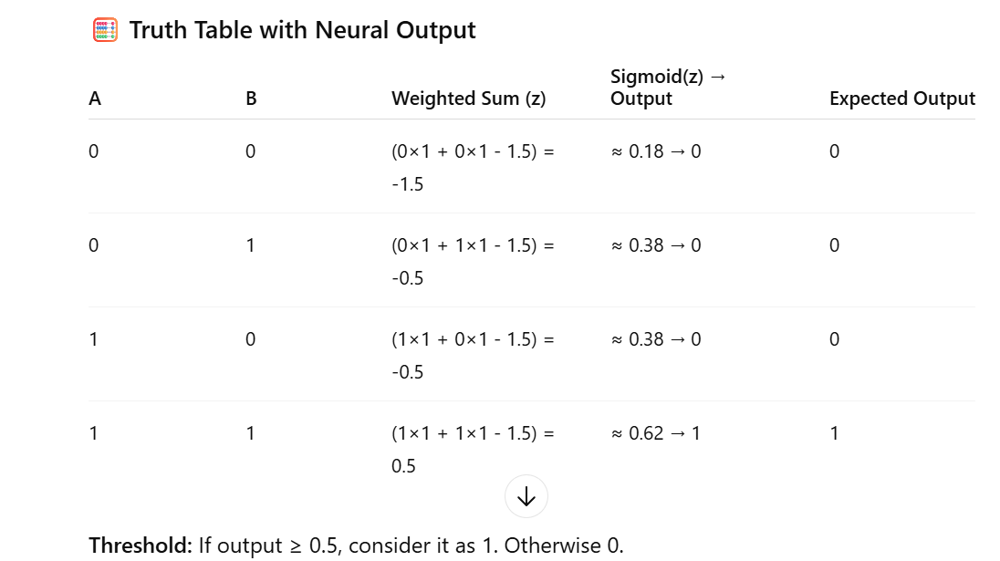 Truth Table with Neural Output
A B Weighted Sum (z) Sigmoid(z) → Output Expected Output
0 0 (0×1 + 0×1 - 1.5) = -1.5 ≈ 0.18 → 0 0
0 1 (0×1 + 1×1 - 1.5) = -0.5 ≈ 0.38 → 0 0
1 0 (1×1 + 0×1 - 1.5) = -0.5 ≈ 0.38 → 0 0
1 1 (1×1 + 1×1 - 1.5) = 0.5 ≈ 0.62 → 1 1
Threshold: If output ≥ 0.5, consider it as 1. Otherwise 0.